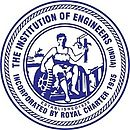 THE INSTITUTION OF ENGINEERS (INDIA)
INCORPORATED BY ROYAL CHARTER 1935